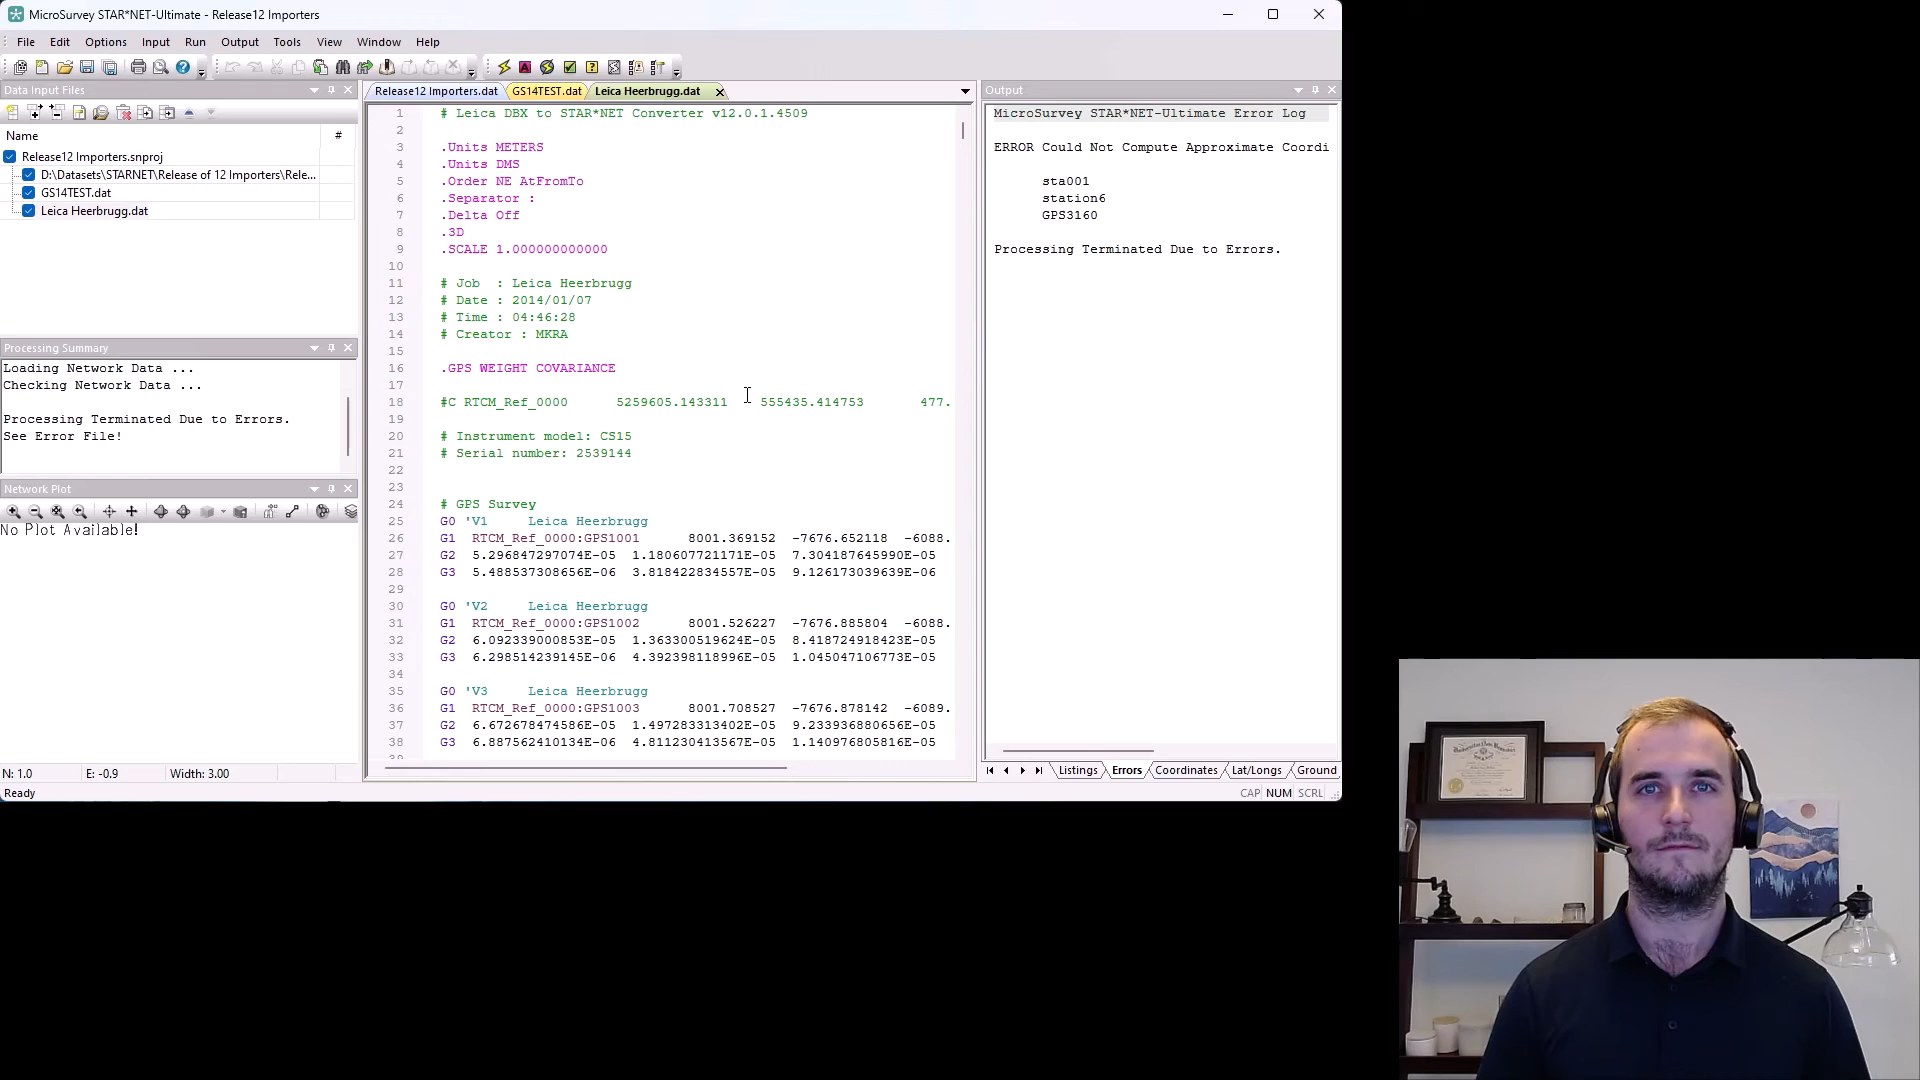 MicroSurvey STAR*NET-Ultimate - Release12 Importers
File Edit Options Input Run Output Tools View Window Help
Data Input Files
Name #
Release12 Importers.snproj
D:\Datasets\STARNET\Release of 12 Importers\Rele...
GS14TEST.dat
Leica Heerbrugg.dat
Processing Summary
Loading Network Data ...
Checking Network Data ...
Processing Terminated Due to Errors.
See Error File!
Network Plot
No Plot Available!
N: 1.0 E: -0.9 Width: 3.00
Ready
Release12 Importers.dat GS14TEST.dat Leica Heerbrugg.dat
1 # Leica DBX to STAR*NET Converter v12.0.1.4509
2
3 .Units METERS
4 .Units DMS
5 .Order NE AtFromTo
6 .Separator :
7 .Delta Off
8 .3D
9 .SCALE 1.000000000000
10
11 # Job : Leica Heerbrugg
12 # Date : 2014/01/07
13 # Time : 04:46:28
14 # Creator : MKRA
15
16 .GPS WEIGHT COVARIANCE
17
18 #C RTCM_Ref_0000 5259605.143311 555435.414753 477.
19
20 # Instrument model: CS15
21 # Serial number: 2539144
22
23
24 # GPS Survey
25 G0 'V1 Leica Heerbrugg
26 G1 RTCM_Ref_0000:GPS1001 8001.369152 -7676.652118 -6088.
27 G2 5.296847297074E-05 1.180607721171E-05 7.304187645990E-05
28 G3 5.488537308656E-06 3.818422834557E-05 9.126173039639E-06
29
30 G0 'V2 Leica Heerbrugg
31 G1 RTCM_Ref_0000:GPS1002 8001.526227 -7676.885804 -6088.
32 G2 6.092339000853E-05 1.363300519624E-05 8.418724918423E-05
33 G3 6.298514239145E-06 4.392398118996E-05 1.045047106773E-05
34
35 G0 'V3 Leica Heerbrugg
36 G1 RTCM_Ref_0000:GPS1003 8001.708527 -7676.878142 -6089.
37 G2 6.672678474586E-05 1.497283313402E-05 9.233936880656E-05
38 G3 6.887562410134E-06 4.811230413567E-05 1.140976805816E-05
Output
MicroSurvey STAR*NET-Ultimate Error Log
ERROR Could Not Compute Approximate Coordi
sta001
station6
GPS3160
Processing Terminated Due to Errors.
Listings Errors Coordinates Lat/Longs Ground
CAP NUM SCRL